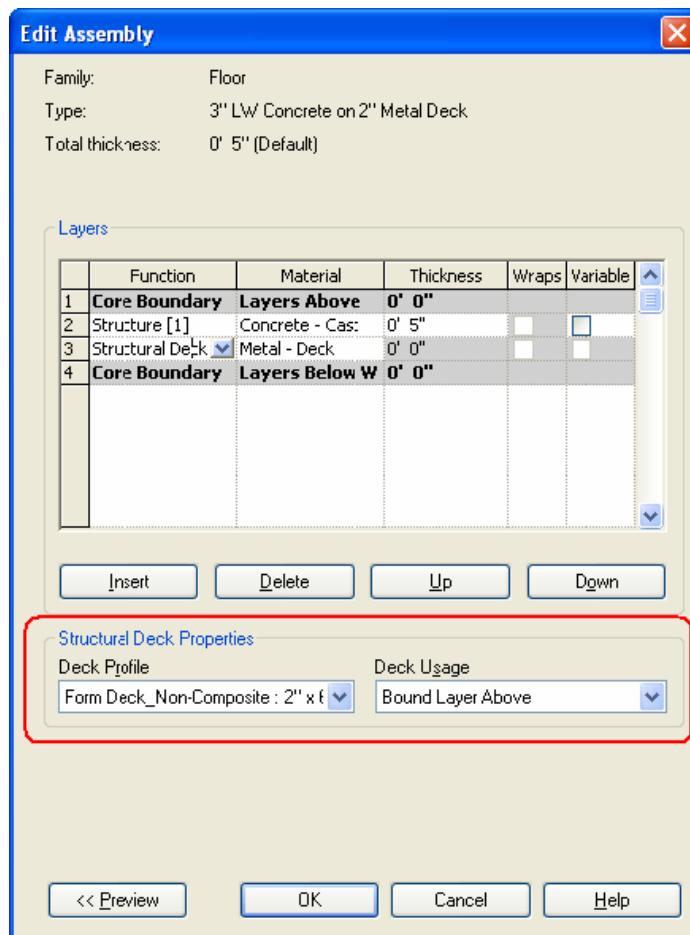 Edit Assembly
Family: Floor
Type: 3" LW Concrete on 2" Metal Deck
Total thickness: 0' 5" (Default)
Layers
Function Material Thickness Wraps Variable
1 Core Boundary Layers Above 0' 0"
2 Structure [1] Concrete - Cast 0' 5"
3 Structural Deck Metal - Deck 0' 0"
4 Core Boundary Layers Below W 0' 0"
Insert Delete Up Down
Structural Deck Properties
Deck Profile Deck Usage
Form Deck_Non-Composite : 2" x 6 Bound Layer Above
<< Preview OK Cancel Help